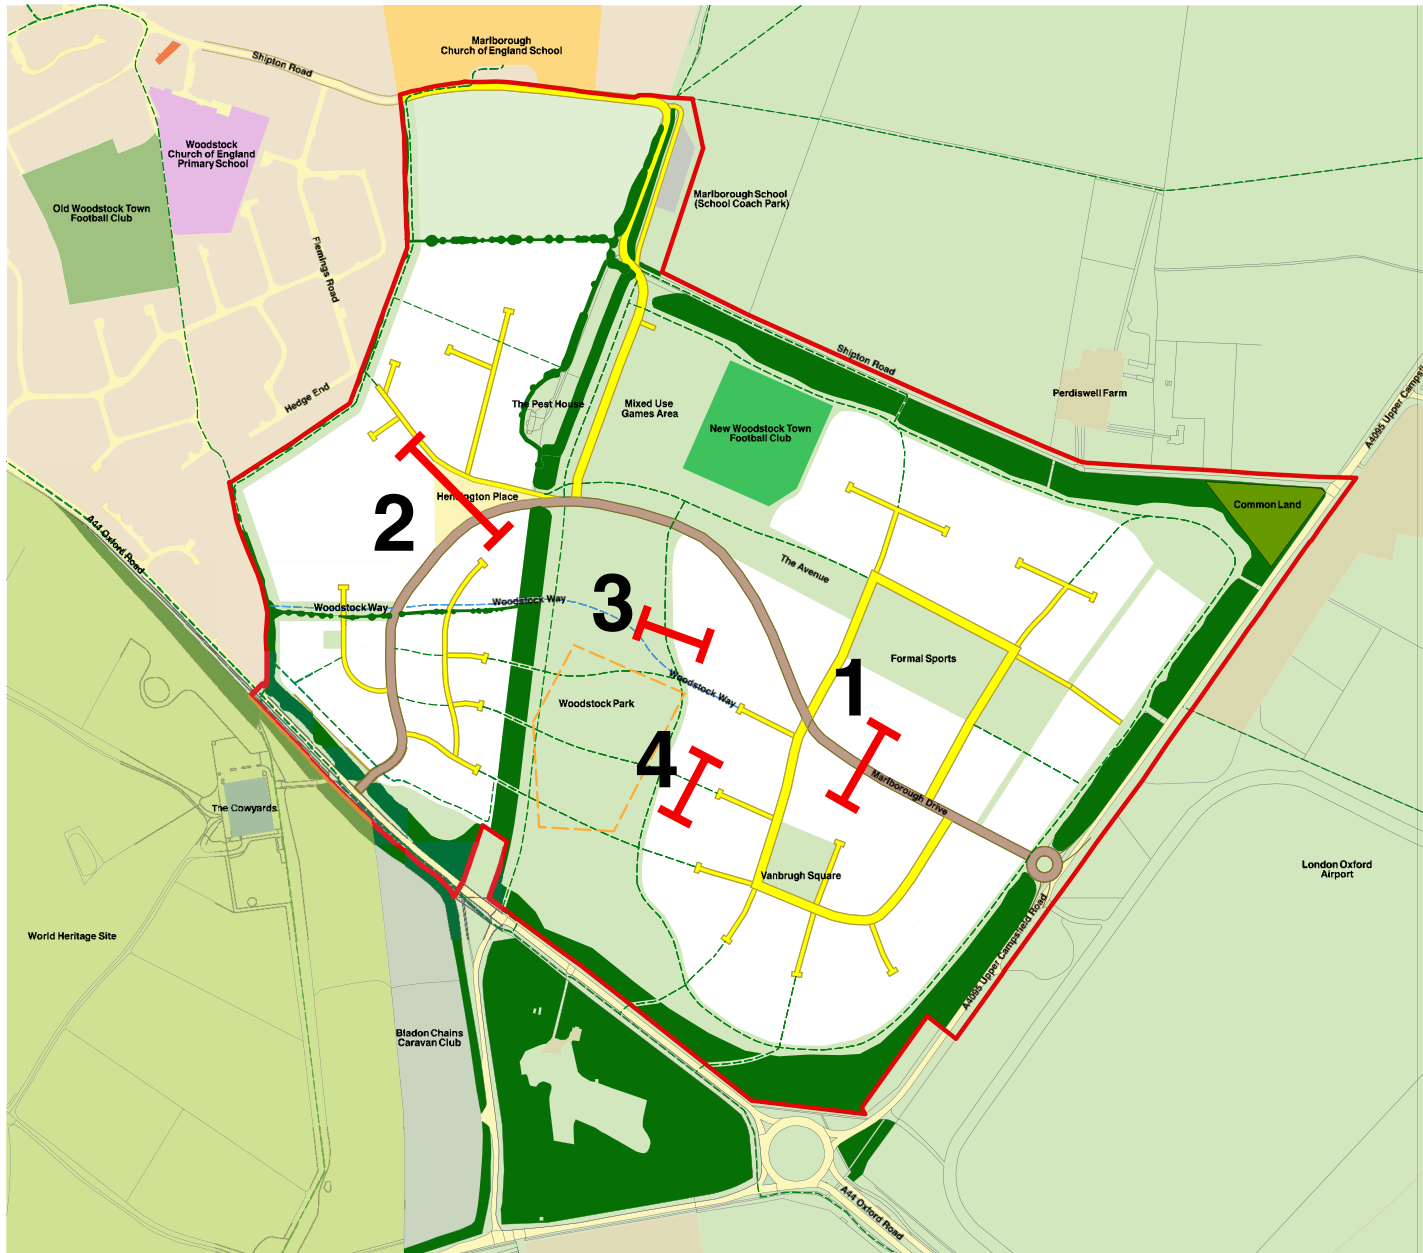 Marlborough
Church of England School
Shipton Road
Woodstock
Church of England
Primary School
Old Woodstock Town
Football Club
Marlborough School
(School Coach Park)
Flemings Road
Shipton Road
Hedge End
The Pest House
Mixed Use
Games Area
New Woodstock Town
Football Club
Perdiswell Farm
A4095 Upper
Common Land
A44 Oxford Road
2
Hensington Place
The Avenue
3
Woodstock Way
Woodstock Way
Formal Sports
1
Woodstock Way
Woodstock Park
4
Marlborough Drive
The Cowyards
Vanbrugh Square
London Oxford
Airport
World Heritage Site
A4095 Upper Campsfield Road
Bladon Chains
Caravan Club
A44 Oxford Road